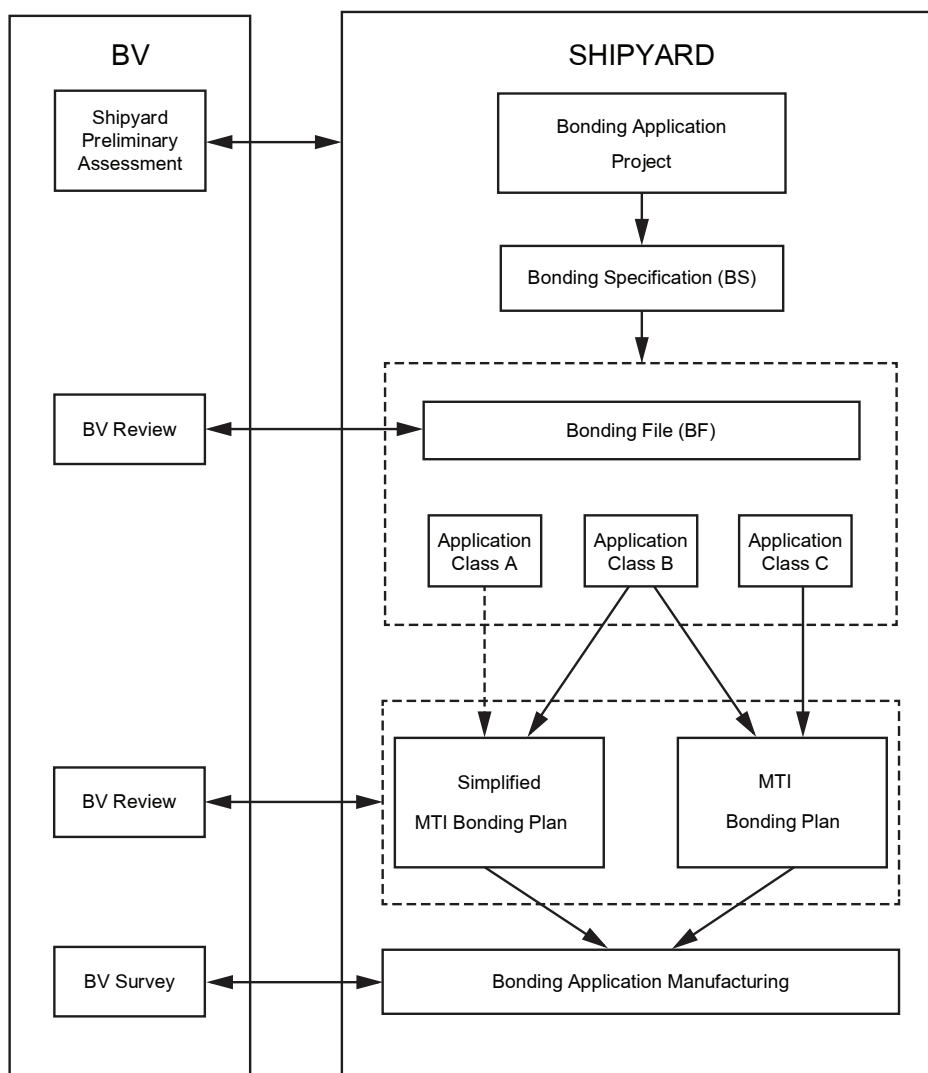 BV
SHIPYARD
Shipyard
Preliminary
Assessment
Bonding Application
Project
Bonding Specification (BS)
BV Review
Bonding File (BF)
Application
Class A
Application
Class B
Application
Class C
BV Review
Simplified
MTI Bonding Plan
MTI
Bonding Plan
BV Survey
Bonding Application Manufacturing